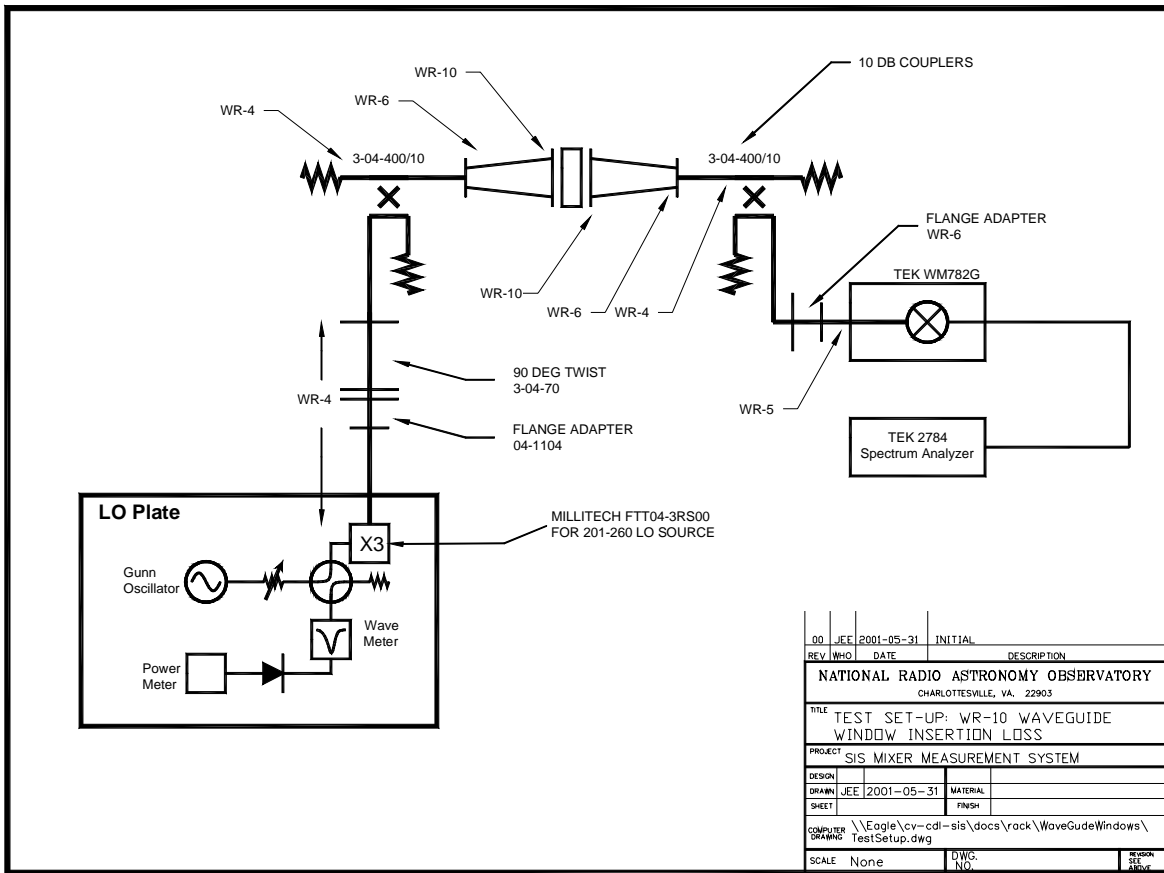 10 DB COUPLERS
WR-10
WR-6
WR-4
3-04-400/10
3-04-400/10
FLANGE ADAPTER
WR-6
TEK WM782G
WR-10
WR-6
WR-4
90 DEG TWIST
3-04-70
WR-4
WR-5
FLANGE ADAPTER
04-1104
TEK 2784
Spectrum Analyzer
LO Plate
MILLITECH FTT04-3RS00
FOR 201-260 LO SOURCE
X3
Gunn
Oscillator
Wave
Meter
Power
Meter
00 JEE 2001-05-31 INITIAL
REV WHO DATE DESCRIPTION
NATIONAL RADIO ASTRONOMY OBSERVATORY
CHARLOTTESVILLE, VA. 22903
TITLE TEST SET-UP: WR-10 WAVEGUIDE
WINDOW INSERTION LOSS
PROJECT SIS MIXER MEASUREMENT SYSTEM
DESIGN
DRAWN JEE 2001-05-31 MATERIAL
SHEET FINISH
COMPUTER DRAWING \\Eagle\cv-cdl-sis\docs\rack\WaveGudeWindows\
TestSetup.dwg
SCALE None DWG. NO. REVISION SEE ABOVE